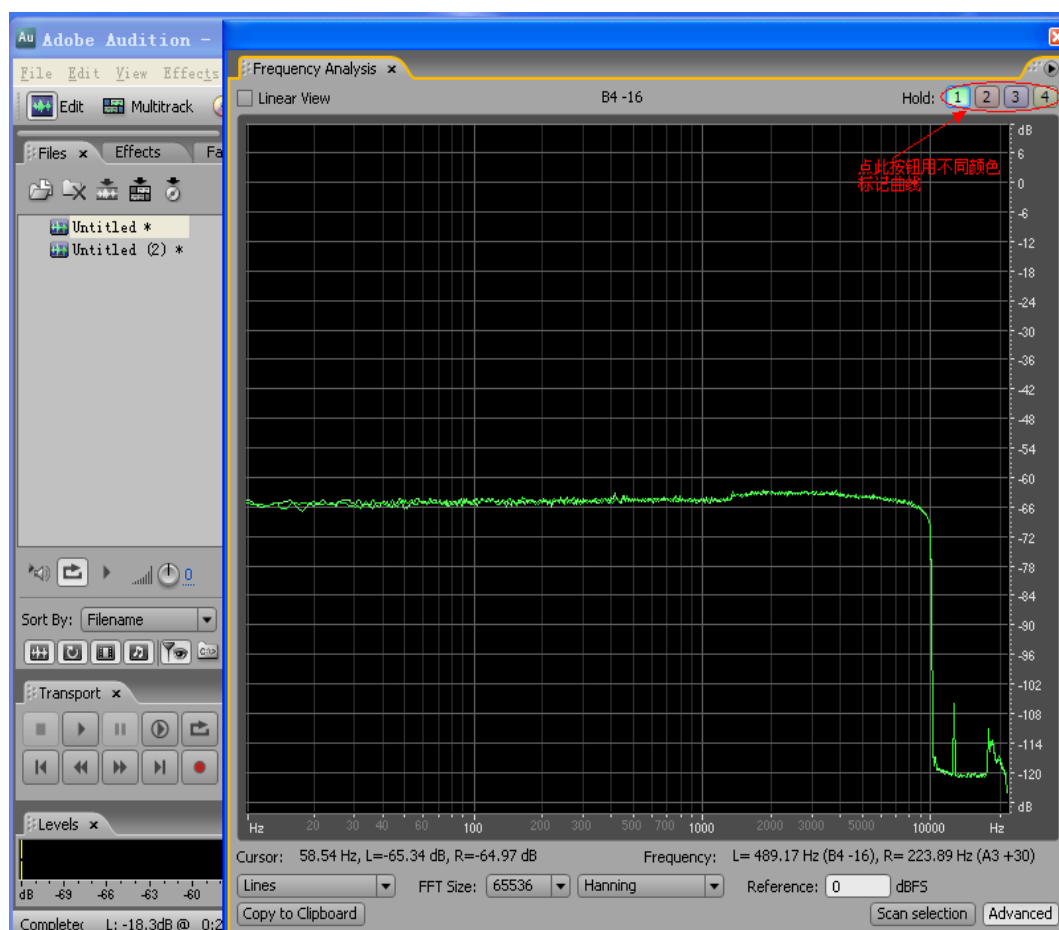 Au Adobe Audition -
File Edit View Effects
Edit Multitrack
Files x Effects Fa
Untitled *
Untitled (2) *
0
Sort By: Filename
Transport x
Levels x
dB -69 -66 -63 -60
Completec L: -18.3dB @ 0:2
Frequency Analysis x
Linear View B4 -16 Hold: 1 2 3 4
点此按钮用不同颜色
标记曲线
dB
6
0
-6
-12
-18
-24
-30
-36
-42
-48
-54
-60
-66
-72
-78
-84
-90
-96
-102
-108
-114
-120
dB
Hz 20 30 40 60 100 200 300 500 700 1000 2000 3000 5000 10000 Hz
Cursor: 58.54 Hz, L=-65.34 dB, R=-64.97 dB Frequency: L= 489.17 Hz (B4 -16), R= 223.89 Hz (A3 +30)
Lines FFT Size: 65536 Hanning Reference: 0 dBFS
Copy to Clipboard Scan selection Advanced